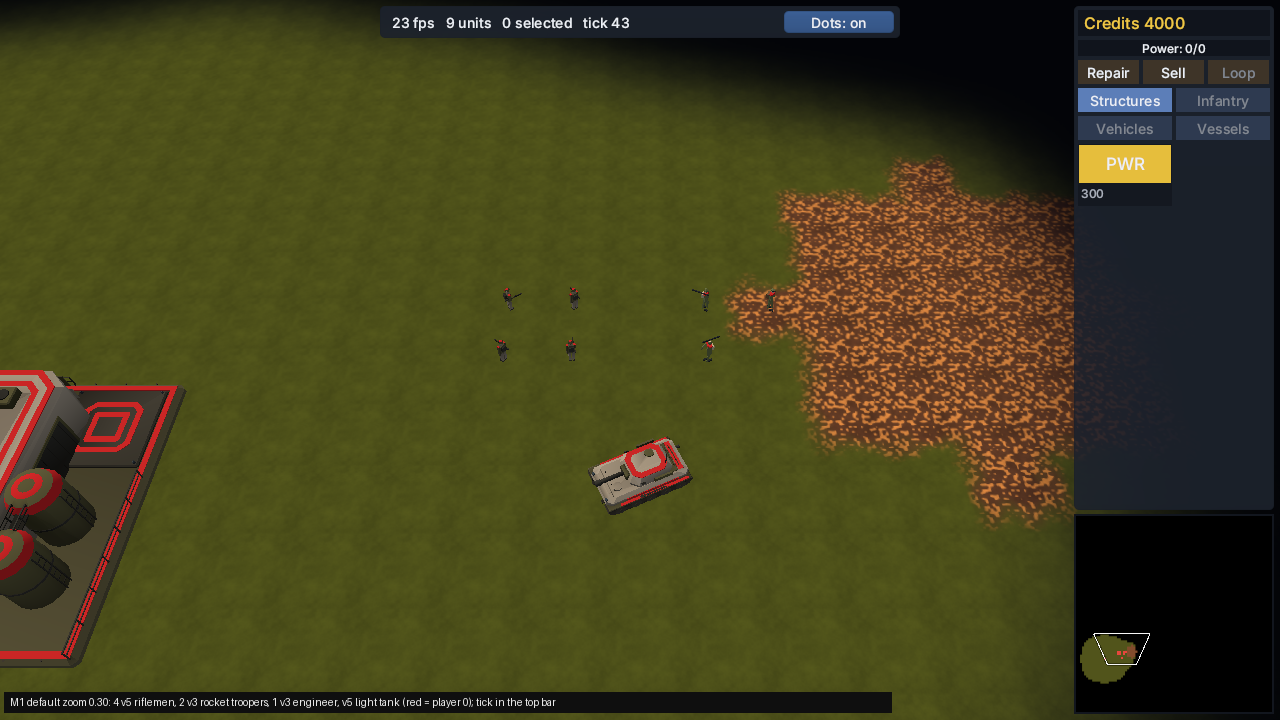 23 fps 9 units 0 selected tick 43 Dots: on
Credits 4000
Power: 0/0
Repair Sell Loop
Structures Infantry
Vehicles Vessels
PWR
300
M1 default zoom 0.30: 4 v5 riflemen, 2 v3 rocket troopers, 1 v3 engineer, v5 light tank (red = player 0); tick in the top bar